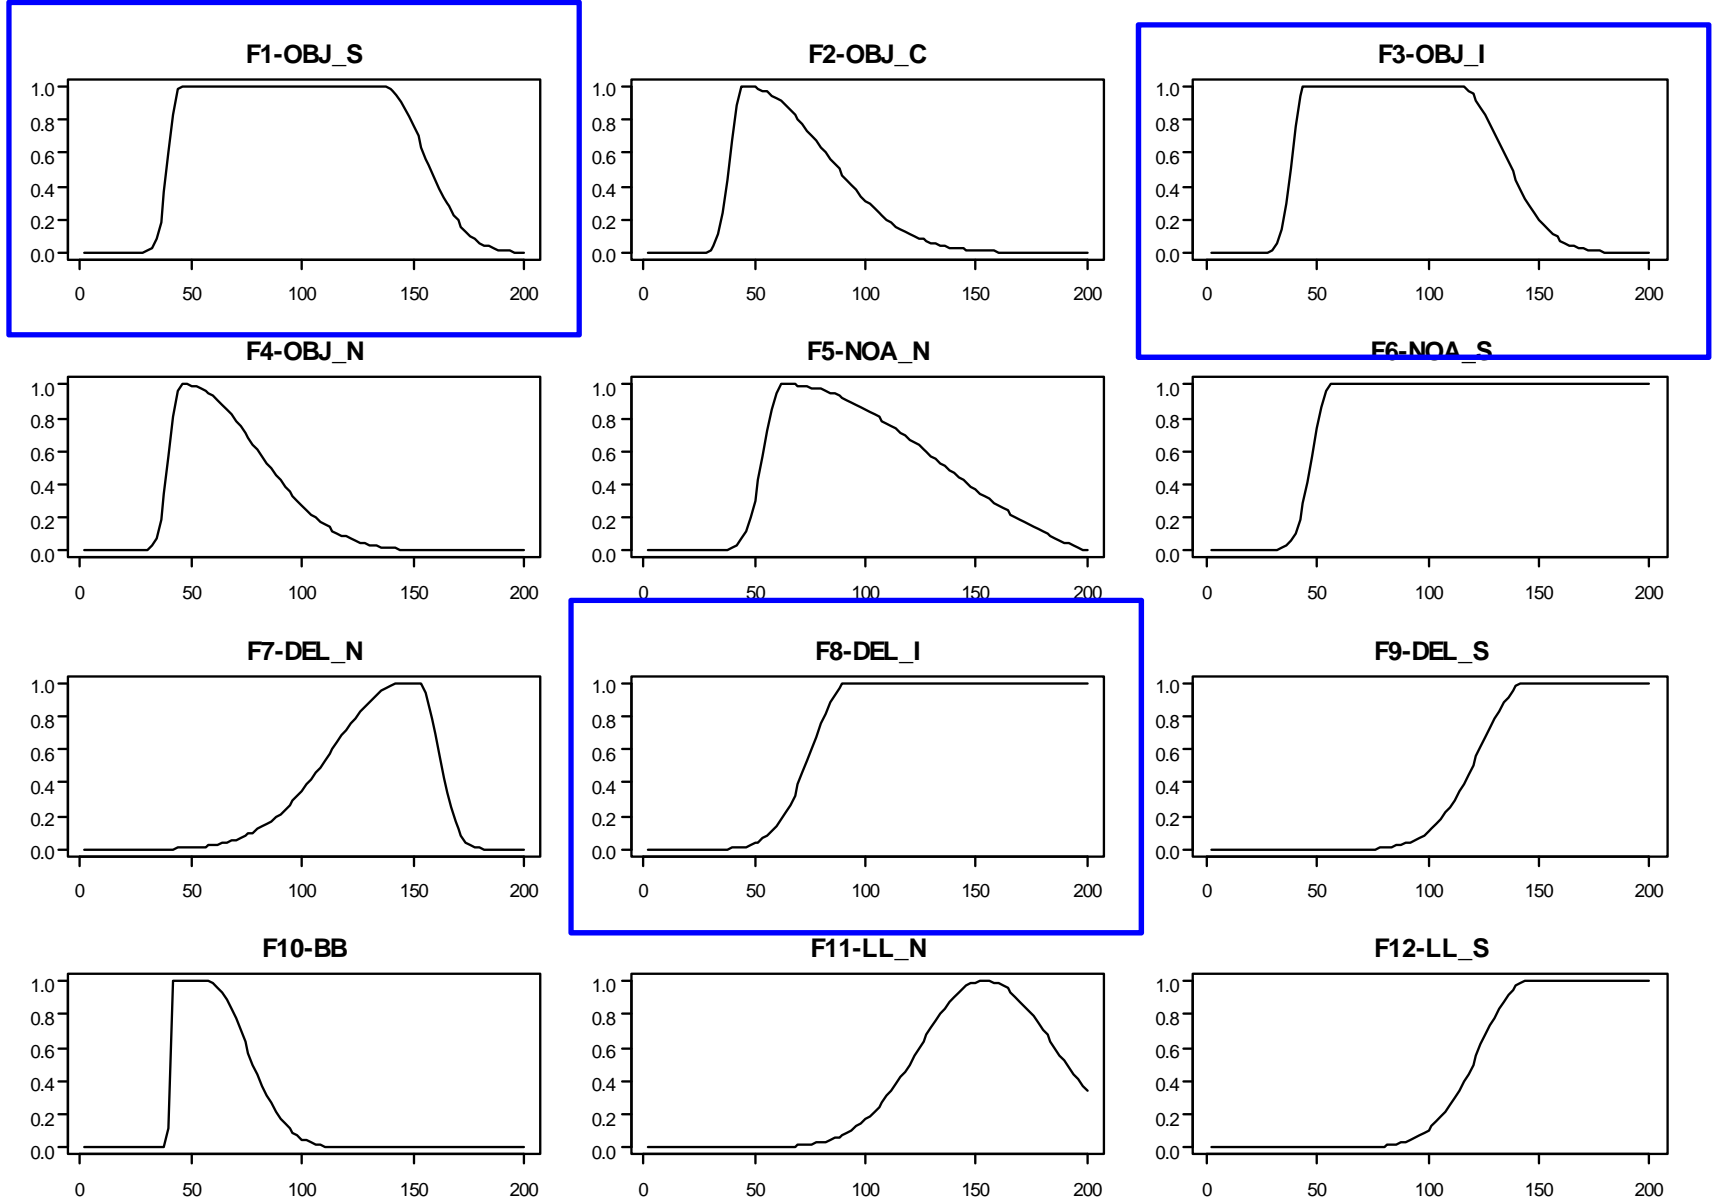 F1-OBJ_S F2-OBJ_C F3-OBJ_I
1.0 1.0 1.0
0.8 0.8 0.8
0.6 0.6 0.6
0.4 0.4 0.4
0.2 0.2 0.2
0.0 0.0 0.0
0 50 100 150 200 0 50 100 150 200 0 50 100 150 200
F4-OBJ_N F5-NOA_N F6-NOA_S
1.0 1.0 1.0
0.8 0.8 0.8
0.6 0.6 0.6
0.4 0.4 0.4
0.2 0.2 0.2
0.0 0.0 0.0
0 50 100 150 200 0 50 100 150 200 0 50 100 150 200
F7-DEL_N F8-DEL_I F9-DEL_S
1.0 1.0 1.0
0.8 0.8 0.8
0.6 0.6 0.6
0.4 0.4 0.4
0.2 0.2 0.2
0.0 0.0 0.0
0 50 100 150 200 0 50 100 150 200 0 50 100 150 200
F10-BB F11-LL_N F12-LL_S
1.0 1.0 1.0
0.8 0.8 0.8
0.6 0.6 0.6
0.4 0.4 0.4
0.2 0.2 0.2
0.0 0.0 0.0
0 50 100 150 200 0 50 100 150 200 0 50 100 150 200